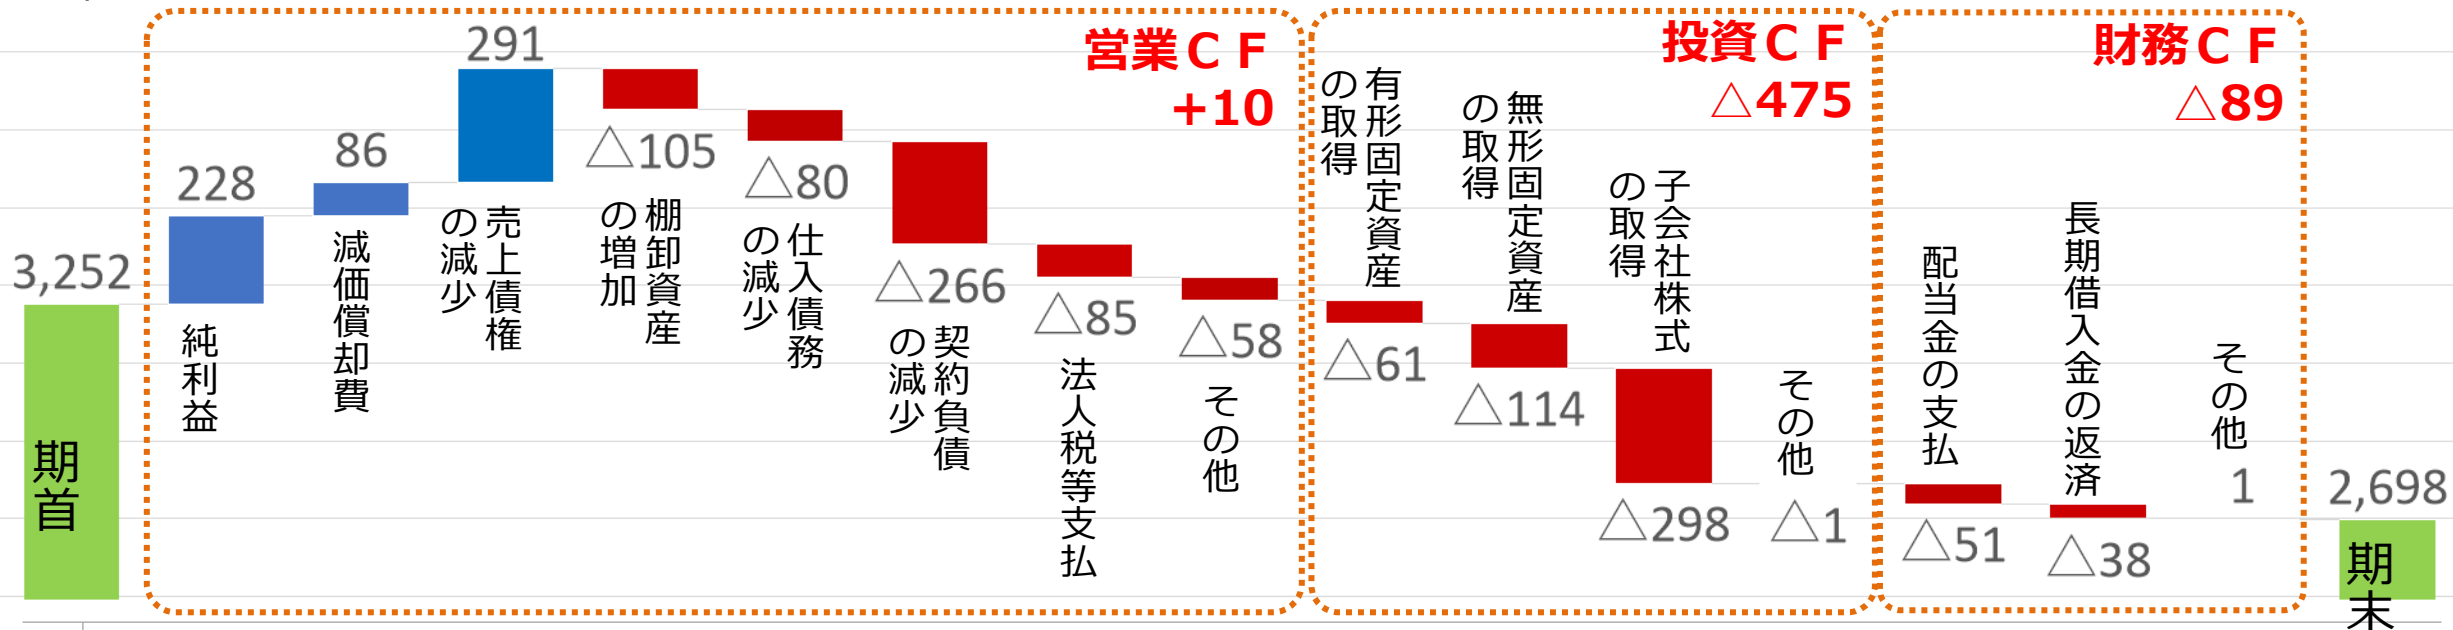 3,252
期首
228
純利益
86
減価償却費
291
売上債権
の減少
△105
棚卸資産
の増加
△80
仕入債務
の減少
△266
契約負債
の減少
△85
法人税等支払
△58
その他
営業ＣＦ
+10
有形固定資産
の取得
△61
無形固定資産
の取得
△114
子会社株式
の取得
△298
その他
△1
投資ＣＦ
△475
配当金の支払
△51
長期借入金の返済
△38
その他
1
財務ＣＦ
△89
2,698
期末